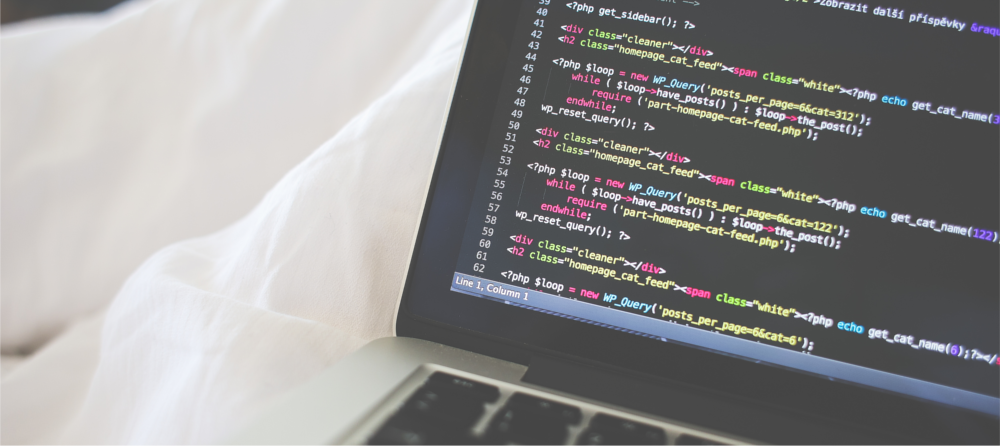 >Zobrazit další příspěvky
39 <?php get_sidebar(); ?>
40
41 <div class="cleaner"></div>
42 <h2 class="homepage_cat_feed"><span class="white"><?php echo get_cat_name(
43
44 <?php $loop = new WP_Query('posts_per_page=6&cat=312');
45 while ( $loop->have_posts() ) : $loop->the_post();
46 require ('part-homepage-cat-feed.php');
47 endwhile;
48 wp_reset_query(); ?>
49
50 <div class="cleaner"></div>
51 <h2 class="homepage_cat_feed"><span class="white"><?php echo get_cat_name(122);
52
53 <?php $loop = new WP_Query('posts_per_page=6&cat=122');
54 while ( $loop->have_posts() ) : $loop->the_post();
55 require ('part-homepage-cat-feed.php');
56 endwhile;
57 wp_reset_query(); ?>
58
59 <div class="cleaner"></div>
60 <h2 class="homepage_cat_feed"><span class="white"><?php echo get_cat_name(6);?></
61
62 <?php $loop = new WP_Query('posts_per_page=6&cat=6');
Line 1, Column 1